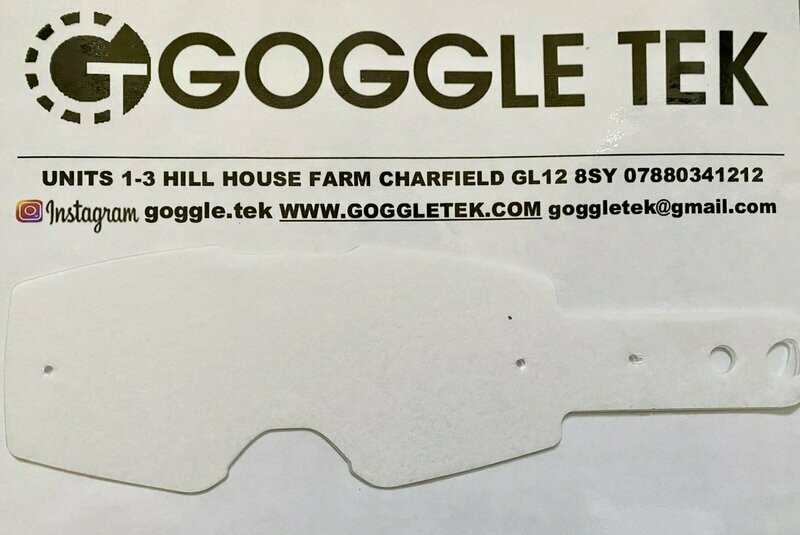 GT GOGGLE TEK
UNITS 1-3 HILL HOUSE FARM CHARFIELD GL12 8SY 07880341212
Instagram goggle.tek WWW.GOGGLETEK.COM goggletek@gmail.com